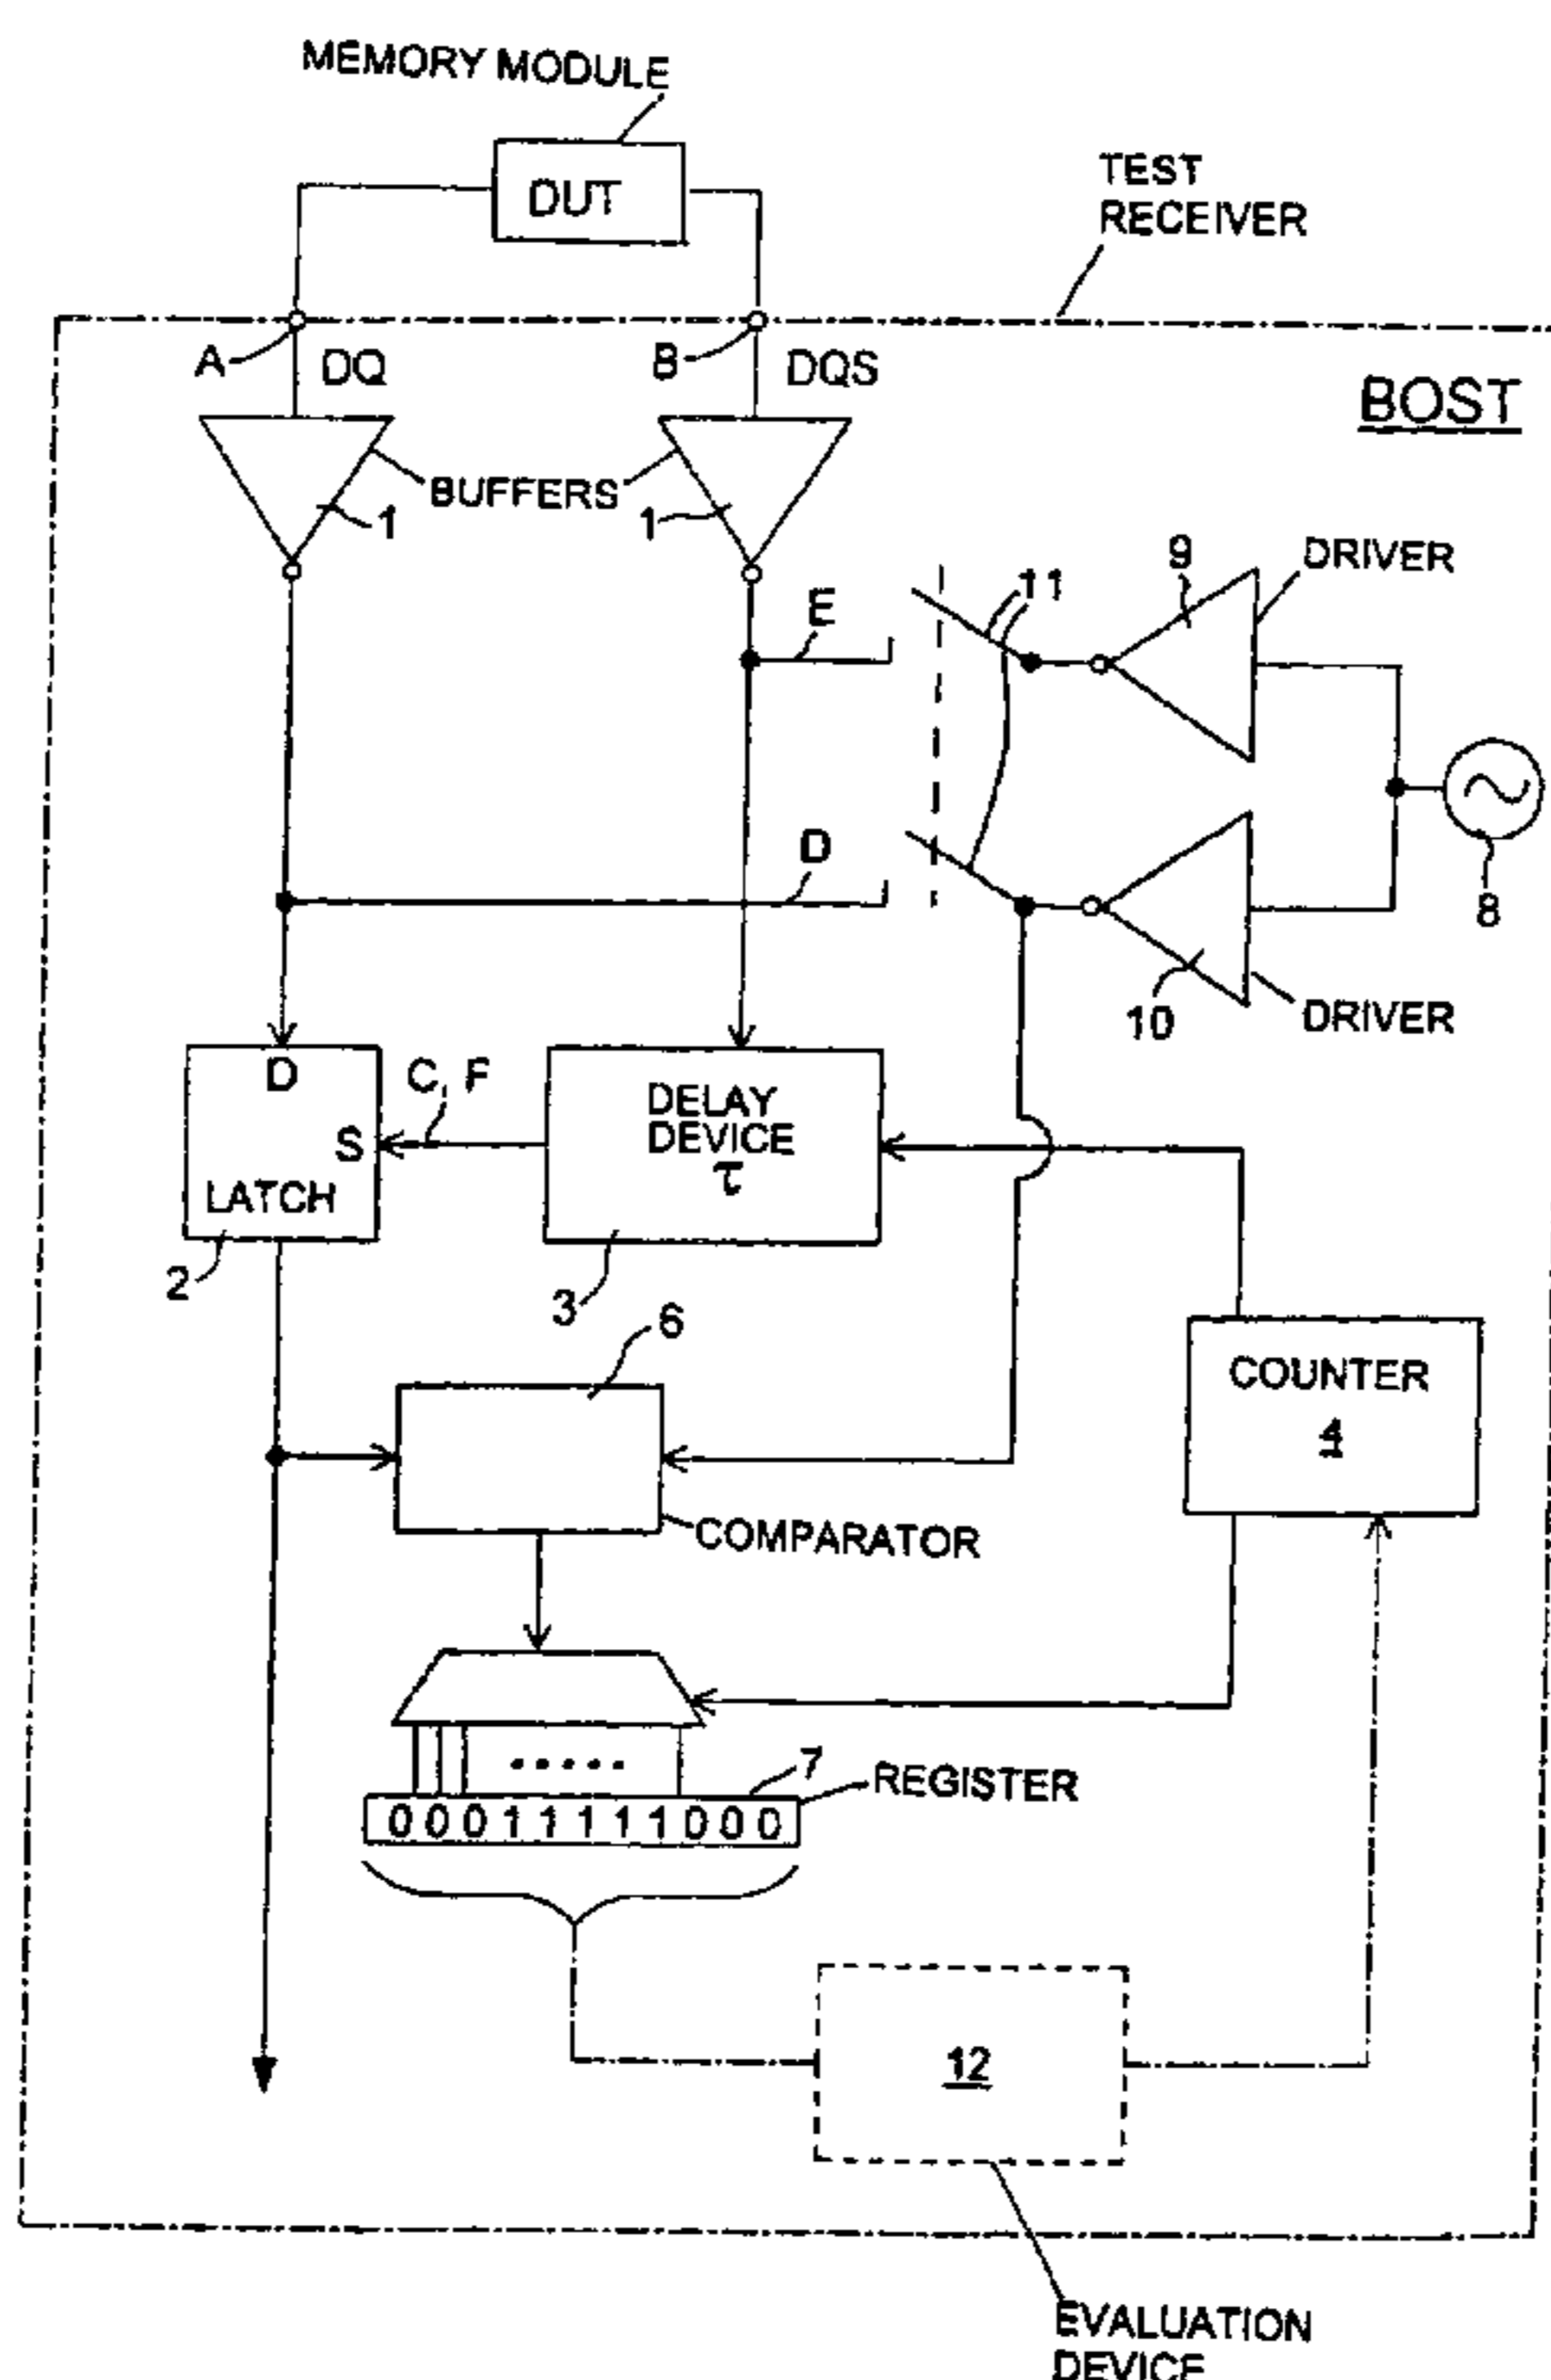 MEMORY MODULE
DUT
TEST
RECEIVER
A
DQ
B
DQS
BOST
BUFFERS
1
1
9
DRIVER
11
E
D
8
10
DRIVER
D
S
LATCH
C, F
DELAY
DEVICE
τ
2
3
6
COUNTER
4
COMPARATOR
7
REGISTER
0 0 0 1 1 1 1 1 0 0 0
12
EVALUATION
DEVICE